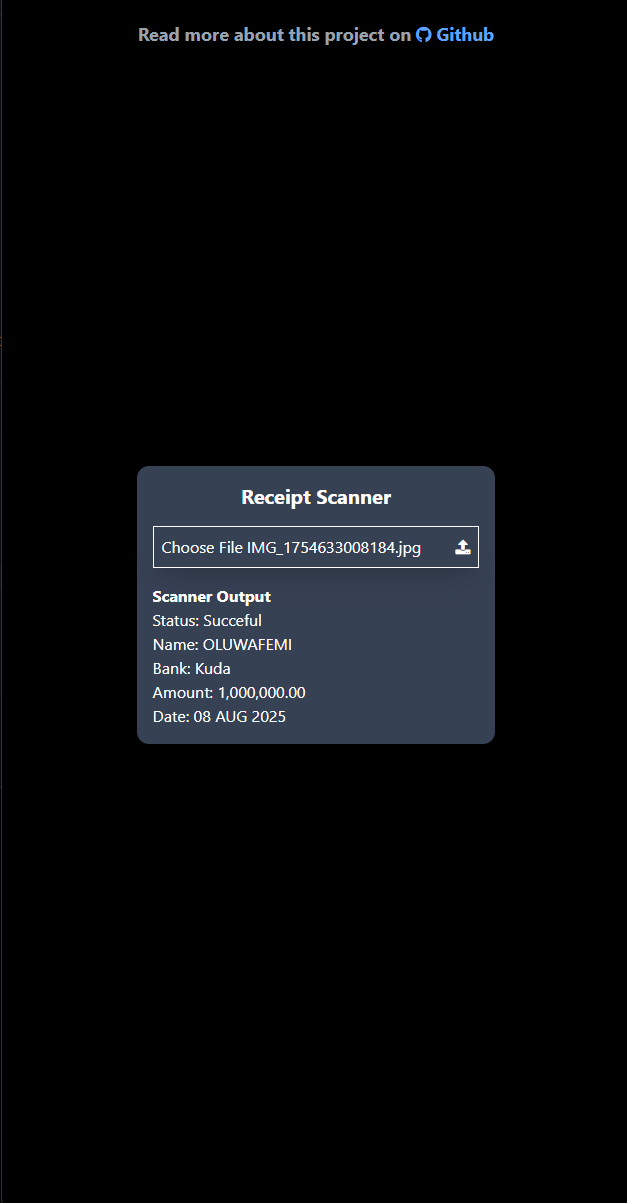 Read more about this project on Github
Receipt Scanner
Choose File IMG_1754633008184.jpg
Scanner Output
Status: Succeful
Name: OLUWAFEMI
Bank: Kuda
Amount: 1,000,000.00
Date: 08 AUG 2025